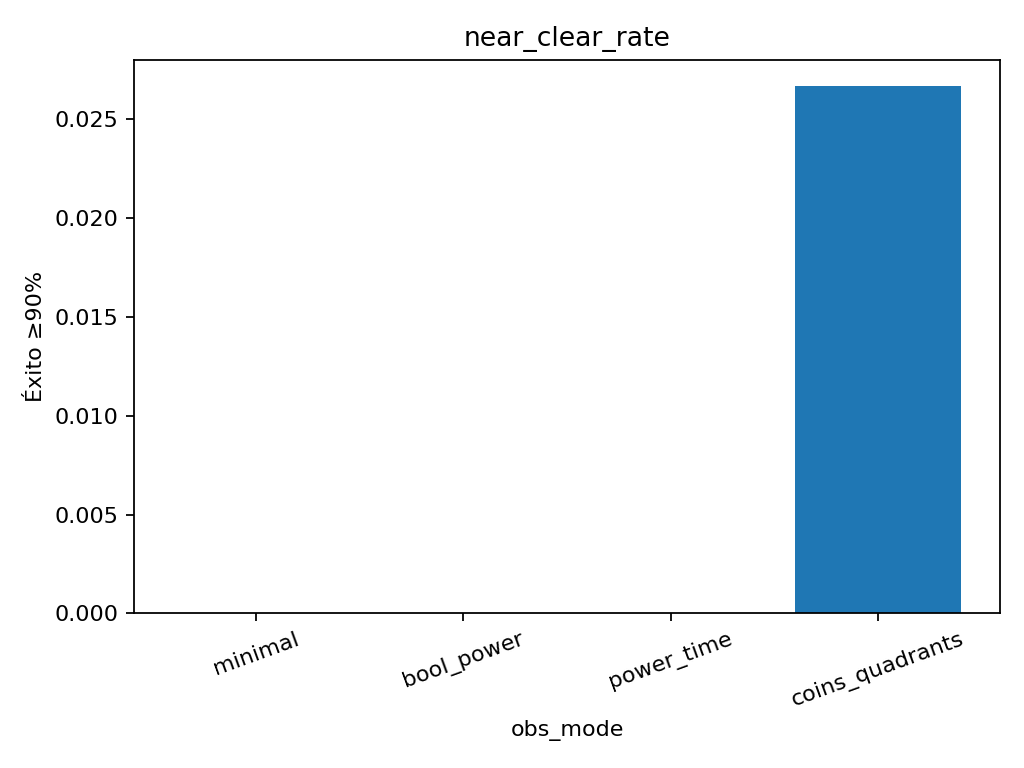 near_clear_rate
Éxito ≥90%
0.025
0.020
0.015
0.010
0.005
0.000
minimal
bool_power
power_time
coins_quadrants
obs_mode